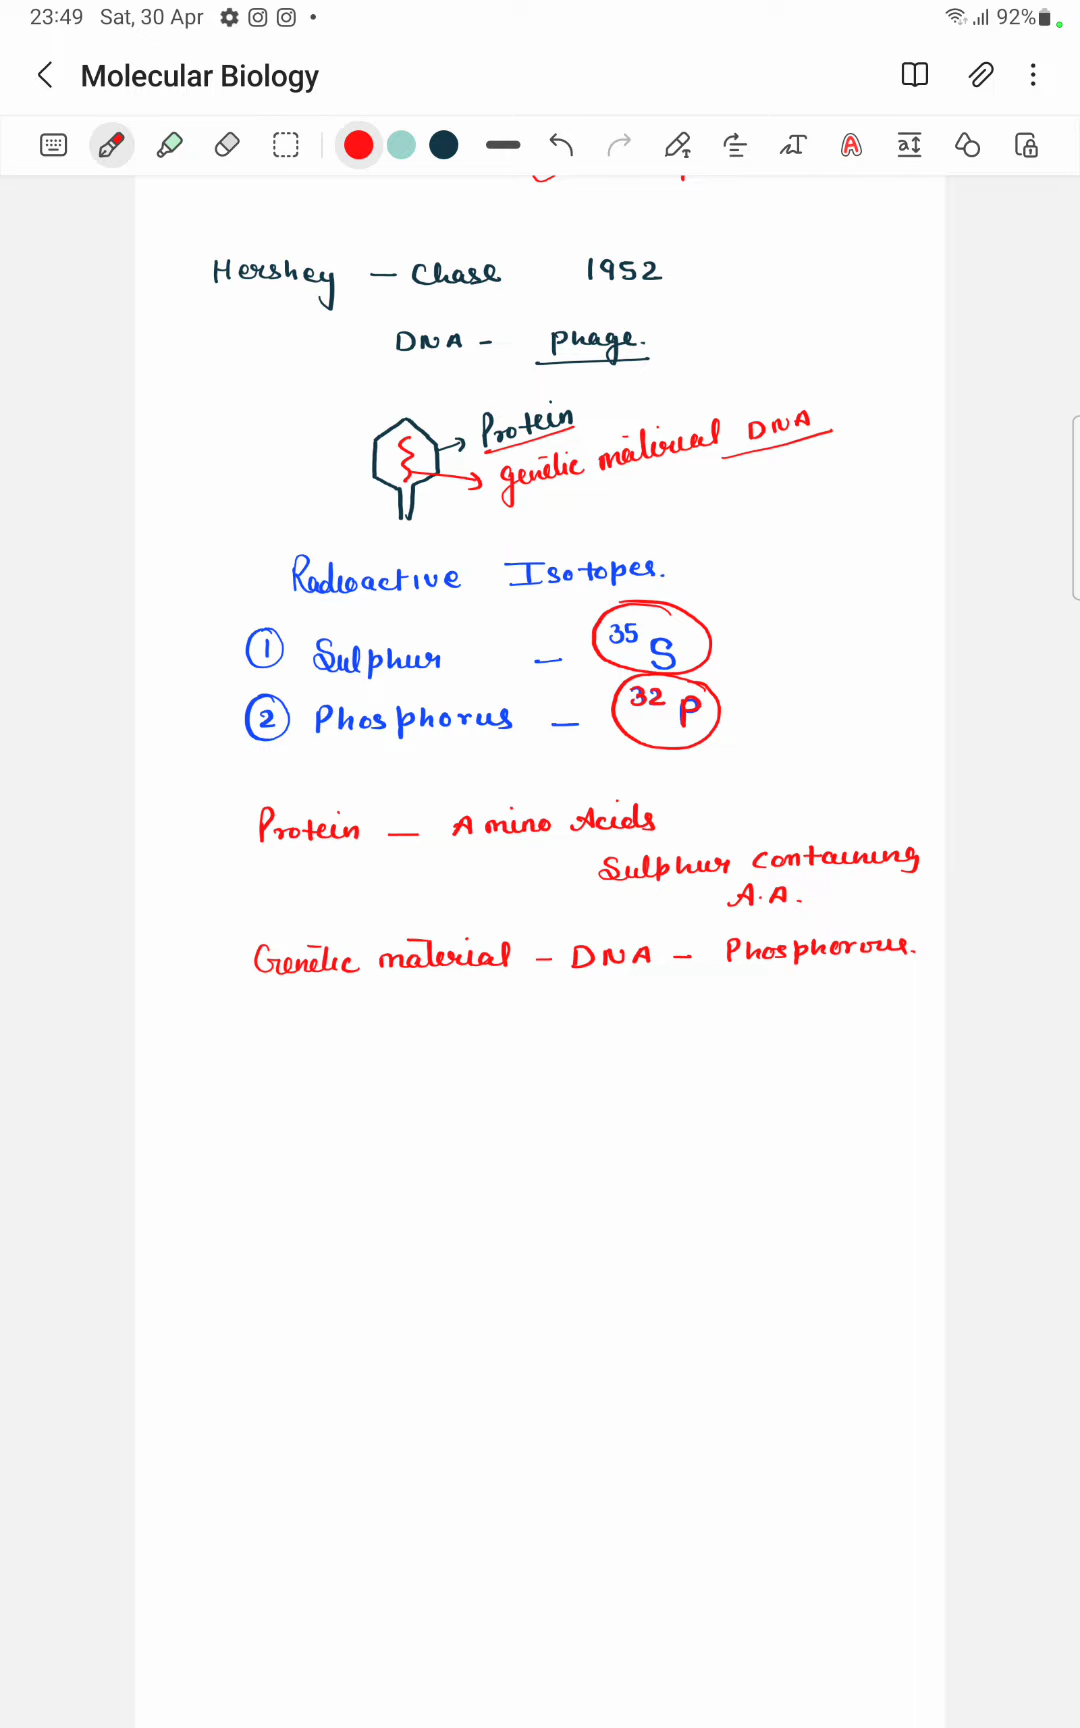 23:49 Sat, 30 Apr 92%
Molecular Biology
Hershey - Chase 1952
DNA - Phage.
Protein
genetic material DNA
Radioactive Isotopes.
1 Sulphur - 35 S
2 Phosphorus - 32 P
Protein - Amino Acids
Sulphur containing
A.A.
Genetic material - DNA - Phosphorous.